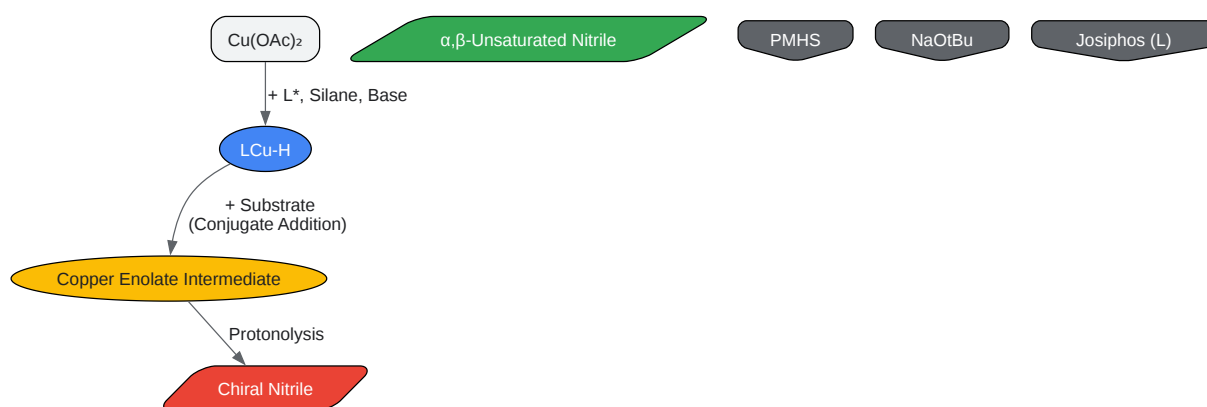 Cu(OAc)₂
α,β-Unsaturated Nitrile
PMHS
NaOtBu
Josiphos (L)
+ L*, Silane, Base
LCu-H
+ Substrate
(Conjugate Addition)
Copper Enolate Intermediate
Protonolysis
Chiral Nitrile